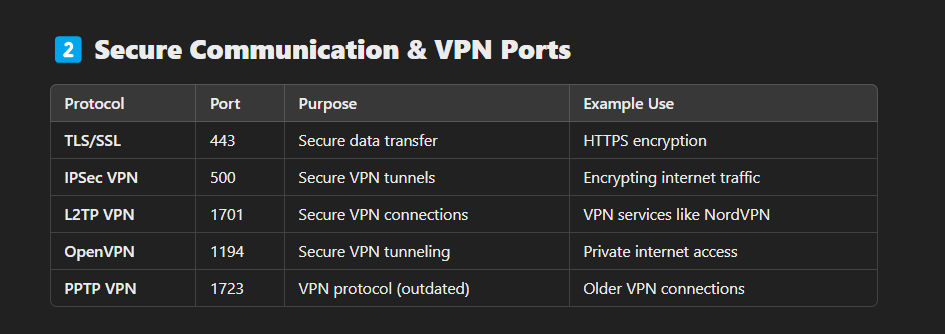 2 Secure Communication & VPN Ports
Protocol Port Purpose Example Use
TLS/SSL 443 Secure data transfer HTTPS encryption
IPSec VPN 500 Secure VPN tunnels Encrypting internet traffic
L2TP VPN 1701 Secure VPN connections VPN services like NordVPN
OpenVPN 1194 Secure VPN tunneling Private internet access
PPTP VPN 1723 VPN protocol (outdated) Older VPN connections